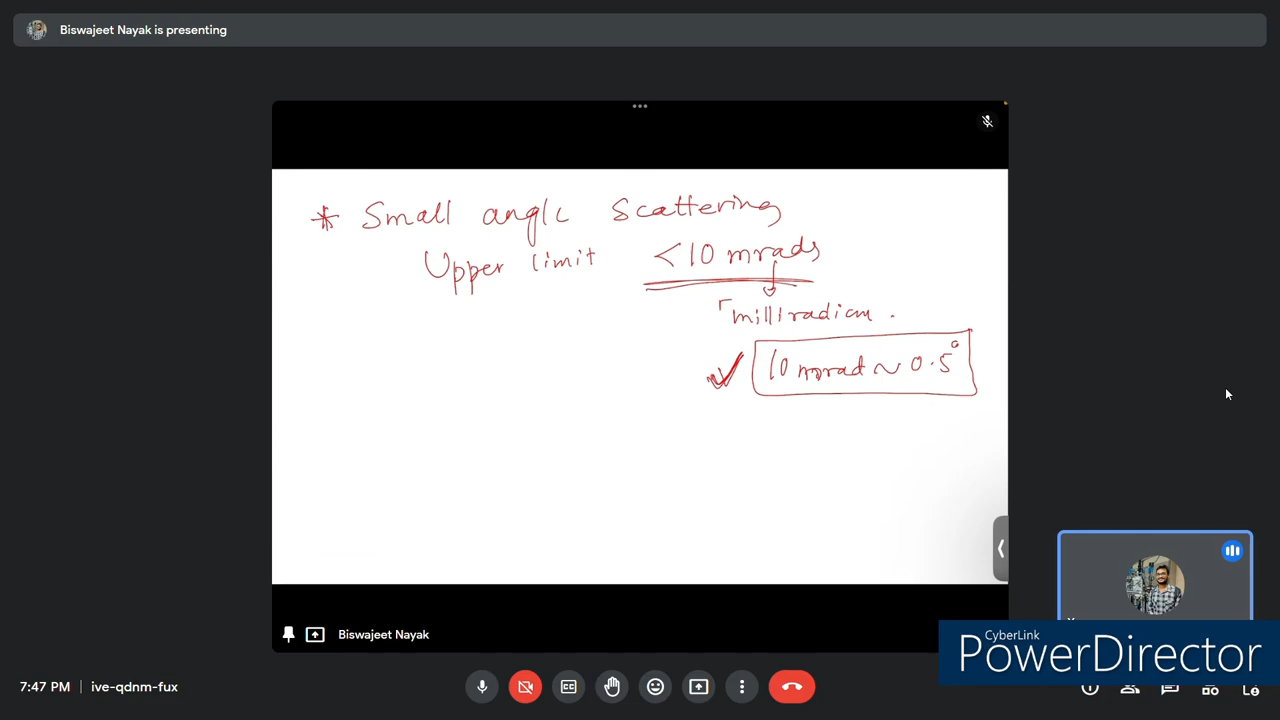 Biswajeet Nayak is presenting
* Small angle scattering
Upper limit <10 mrads
milliradian.
10 mrad ~ 0.5°
Biswajeet Nayak
CyberLink
PowerDirector
7:47 PM | ive-qdnm-fux